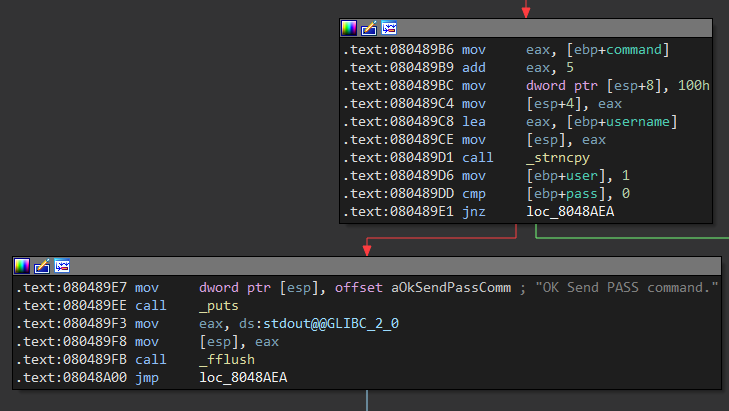 .text:080489B6 mov eax, [ebp+command]
.text:080489B9 add eax, 5
.text:080489BC mov dword ptr [esp+8], 100h
.text:080489C4 mov [esp+4], eax
.text:080489C8 lea eax, [ebp+username]
.text:080489CE mov [esp], eax
.text:080489D1 call _strncpy
.text:080489D6 mov [ebp+user], 1
.text:080489DD cmp [ebp+pass], 0
.text:080489E1 jnz loc_8048AEA
.text:080489E7 mov dword ptr [esp], offset aOkSendPassComm ; "OK Send PASS command."
.text:080489EE call _puts
.text:080489F3 mov eax, ds:stdout@@GLIBC_2_0
.text:080489F8 mov [esp], eax
.text:080489FB call _fflush
.text:08048A00 jmp loc_8048AEA